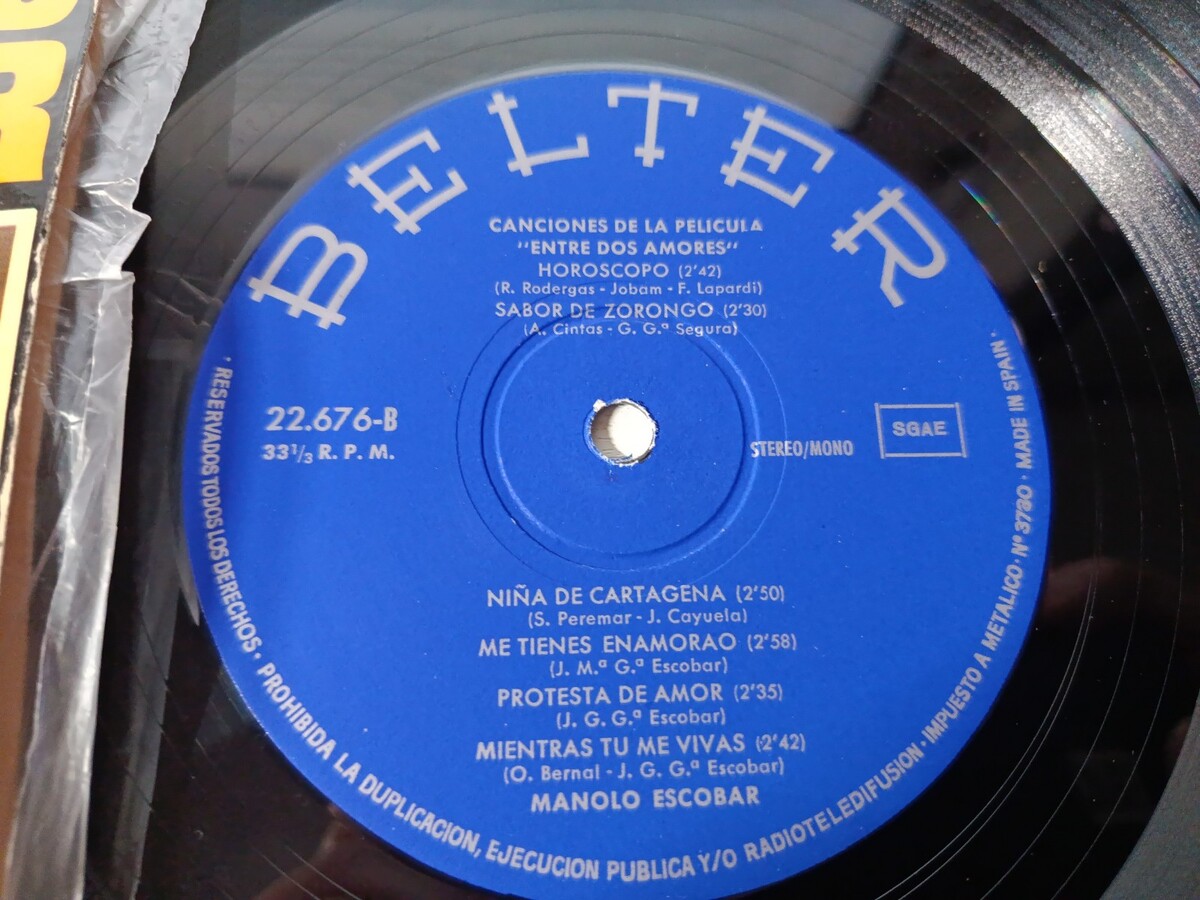 BELTER
CANCIONES DE LA PELICULA
"ENTRE DOS AMORES"
HOROSCOPO (2'42)
(R. Rodergas - Jobam - F. Lapardi)
SABOR DE ZORONGO (2'30)
(A. Cintas - G. G.ª Segura)
22.676-B
33 1/3 R. P. M.
STEREO/MONO
SGAE
NIÑA DE CARTAGENA (2'50)
(S. Peremar - J. Cayuela)
ME TIENES ENAMORAO (2'58)
(J. M.ª G.ª Escobar)
PROTESTA DE AMOR (2'35)
(J. G. G.ª Escobar)
MIENTRAS TU ME VIVAS (2'42)
(O. Bernal - J. G. G.ª Escobar)
MANOLO ESCOBAR
· RESERVADOS TODOS LOS DERECHOS · PROHIBIDA LA DUPLICACION, EJECUCION PUBLICA Y/O RADIOTELEDIFUSION · IMPUESTO A METALICO · Nº 3780 · MADE IN SPAIN ·
R